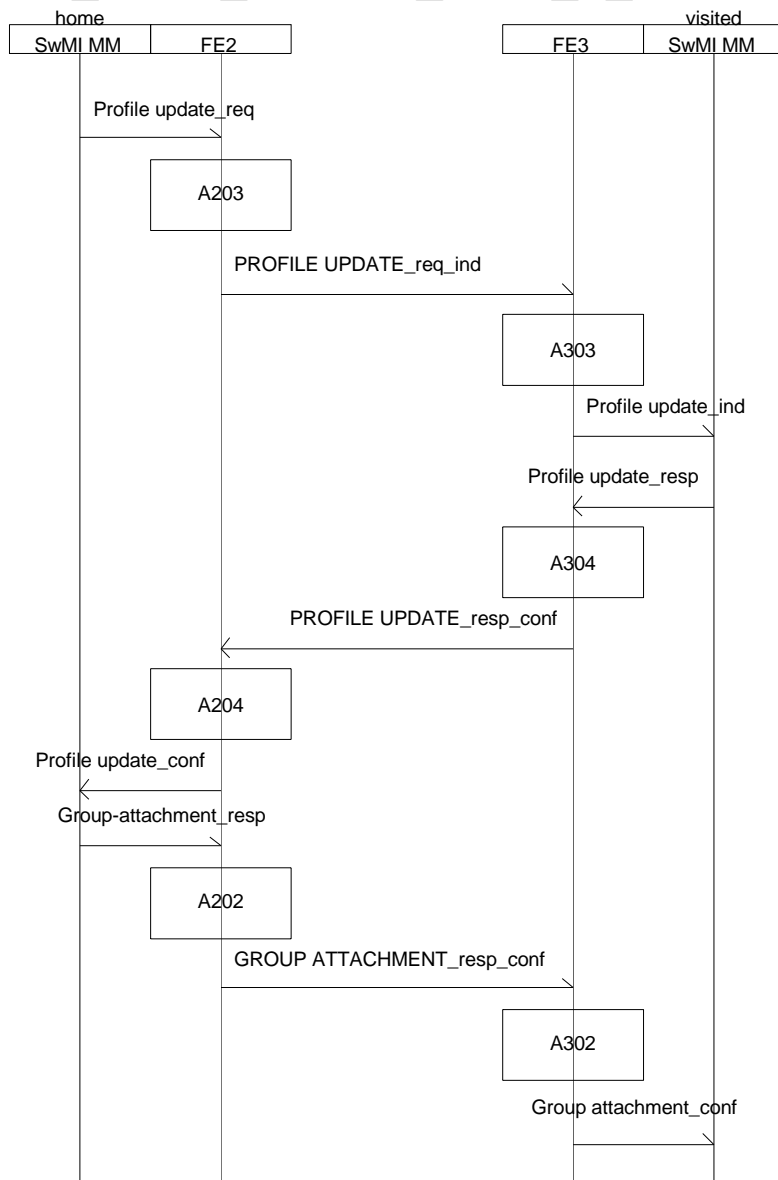 home visited
SwMI MM FE2 FE3 SwMI MM
Profile update_req
A203
PROFILE UPDATE_req_ind
A303
Profile update_ind
Profile update_resp
A304
PROFILE UPDATE_resp_conf
A204
Profile update_conf
Group-attachment_resp
A202
GROUP ATTACHMENT_resp_conf
A302
Group attachment_conf